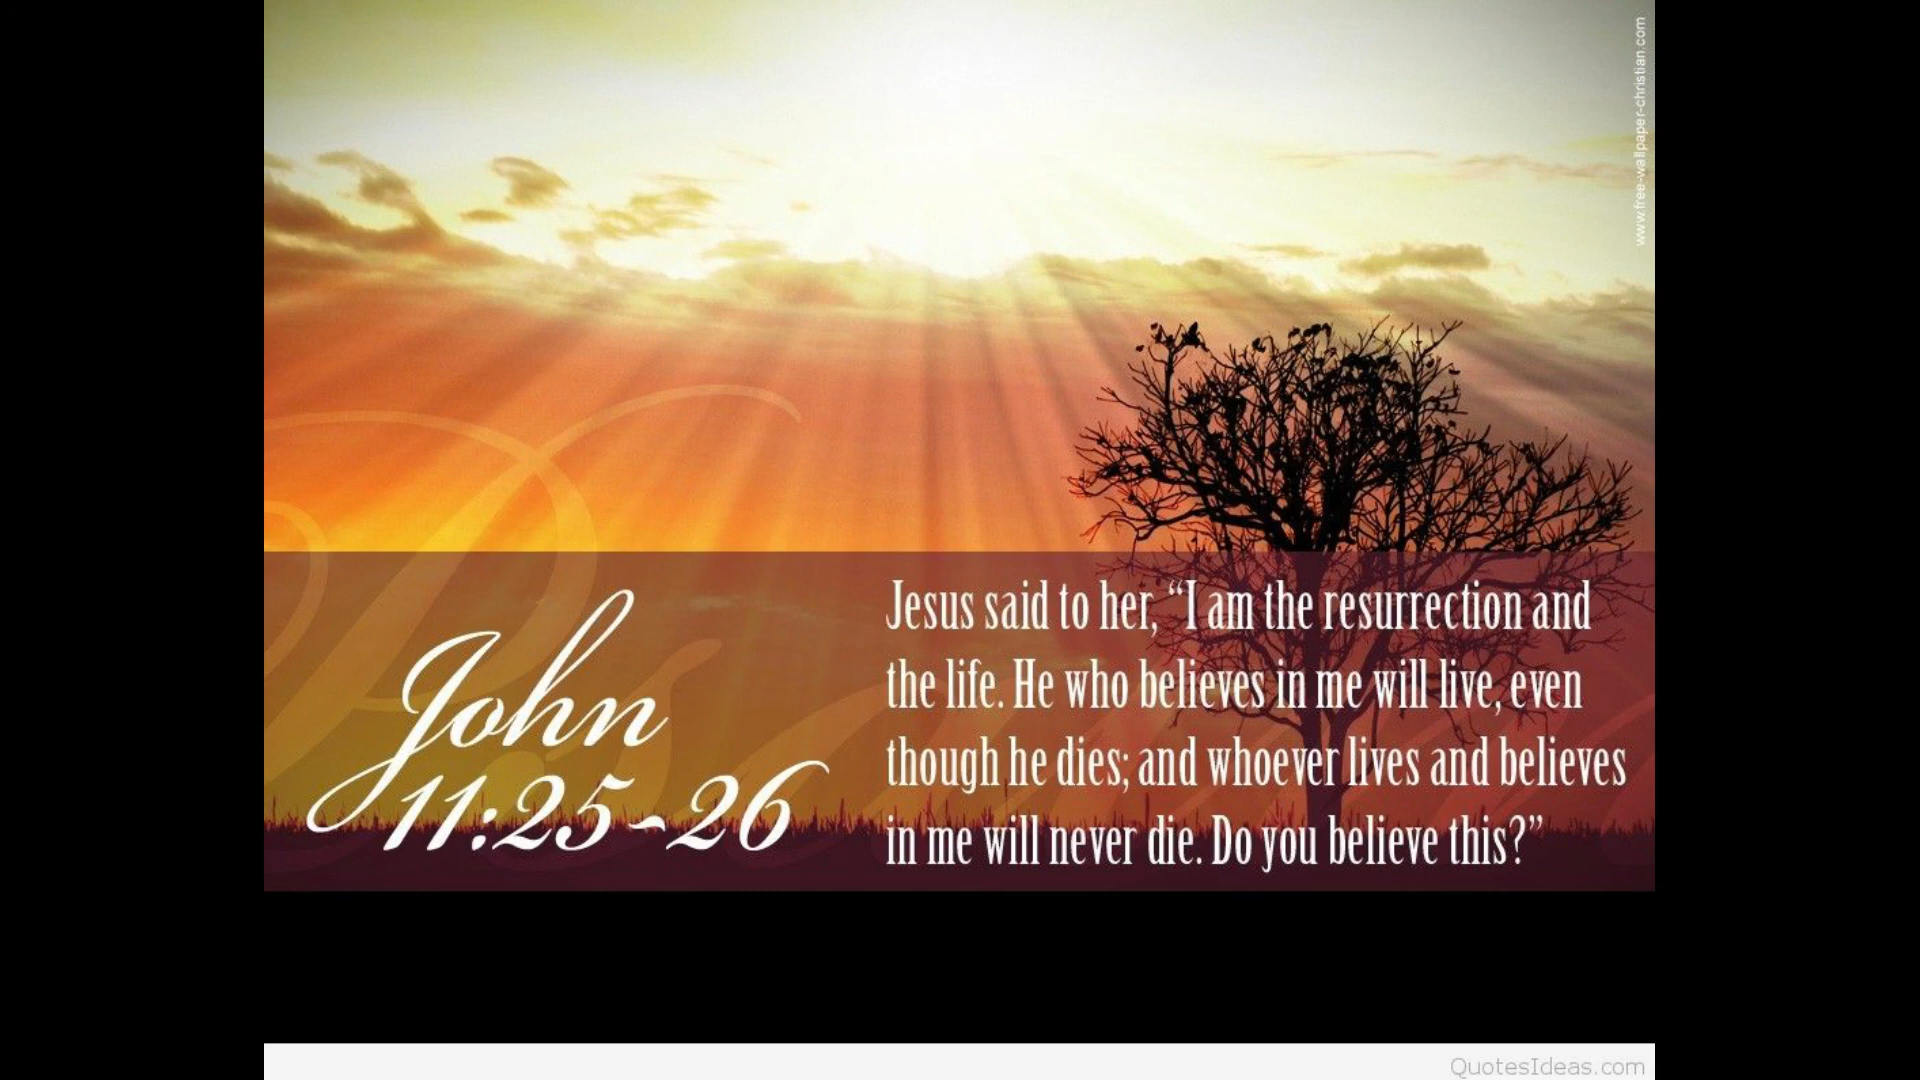 www.free-wallpaper-christian.com
John
11:25-26
Jesus said to her, “I am the resurrection and
the life. He who believes in me will live, even
though he dies; and whoever lives and believes
in me will never die. Do you believe this?”
QuotesIdeas.com